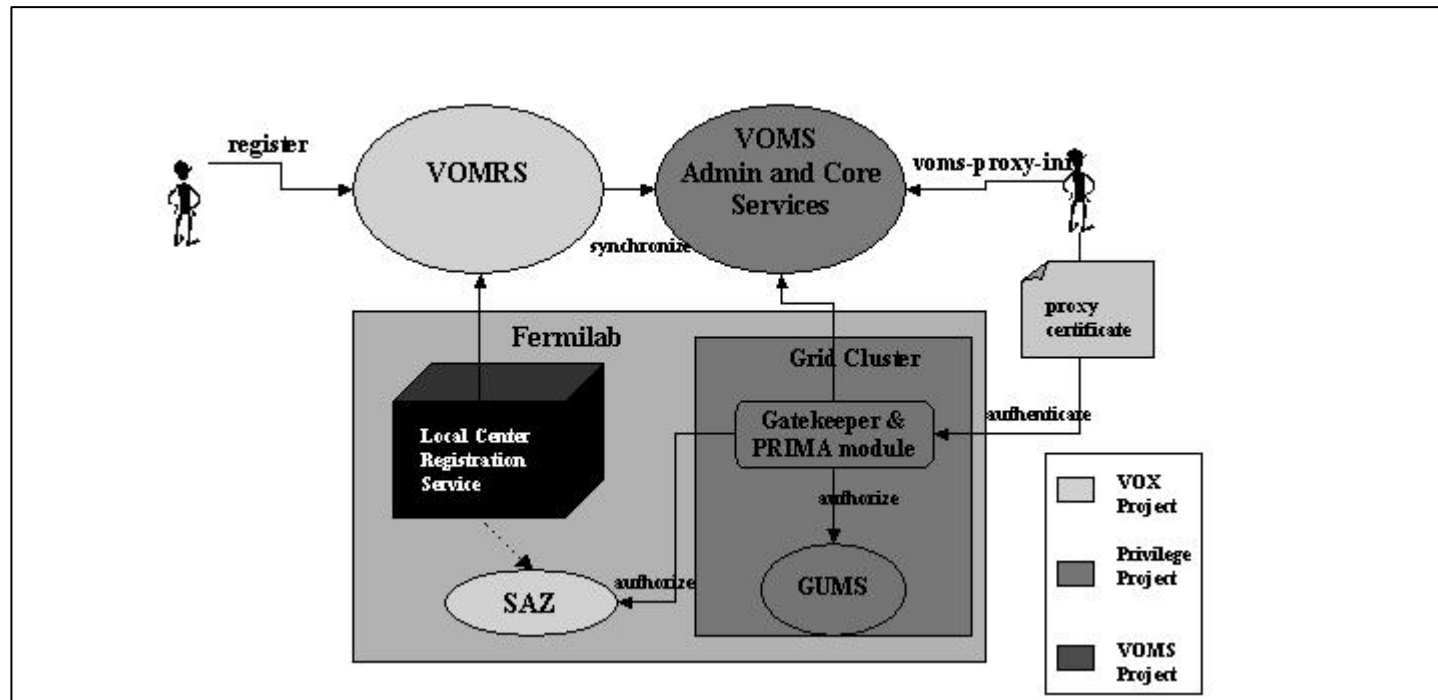 register
VOMRS
VOMS
Admin and Core
Services
voms-proxy-ini
synchronize
proxy
certificate
Fermilab
Grid Cluster
Local Center
Registration
Service
Gatekeeper &
PRIMA module
authenticate
authorize
GUMS
SAZ
authorize
VOX
Project
Privilege
Project
VOMS
Project